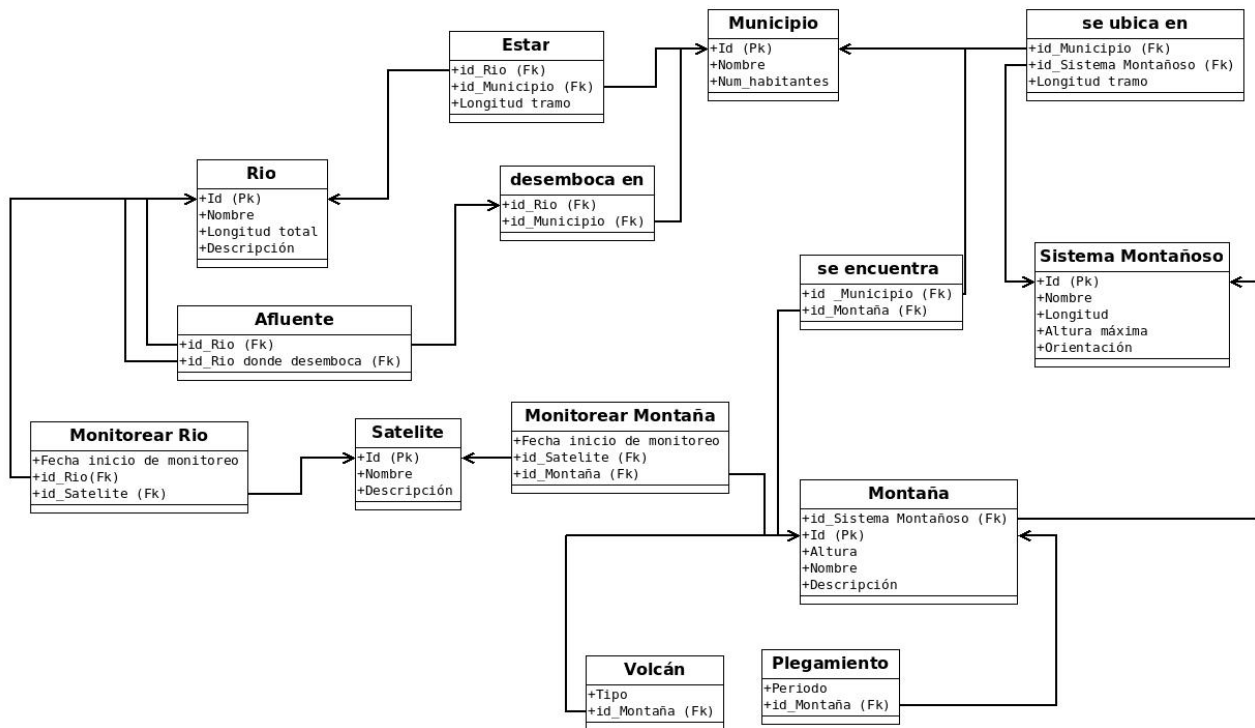 Estar
+id_Rio (Fk)
+id_Municipio (Fk)
+Longitud tramo
Municipio
+Id (Pk)
+Nombre
+Num_habitantes
se ubica en
+id_Municipio (Fk)
+id_Sistema Montañoso (Fk)
+Longitud tramo
Rio
+Id (Pk)
+Nombre
+Longitud total
+Descripción
desemboca en
+id_Rio (Fk)
+id_Municipio (Fk)
se encuentra
+id _Municipio (Fk)
+id_Montaña (Fk)
Sistema Montañoso
+Id (Pk)
+Nombre
+Longitud
+Altura máxima
+Orientación
Afluente
+id_Rio (Fk)
+id_Rio donde desemboca (Fk)
Monitorear Rio
+Fecha inicio de monitoreo
+id_Rio(Fk)
+id_Satelite (Fk)
Satelite
+Id (Pk)
+Nombre
+Descripción
Monitorear Montaña
+Fecha inicio de monitoreo
+id_Satelite (Fk)
+id_Montaña (Fk)
Montaña
+id_Sistema Montañoso (Fk)
+Id (Pk)
+Altura
+Nombre
+Descripción
Volcán
+Tipo
+id_Montaña (Fk)
Plegamiento
+Periodo
+id_Montaña (Fk)